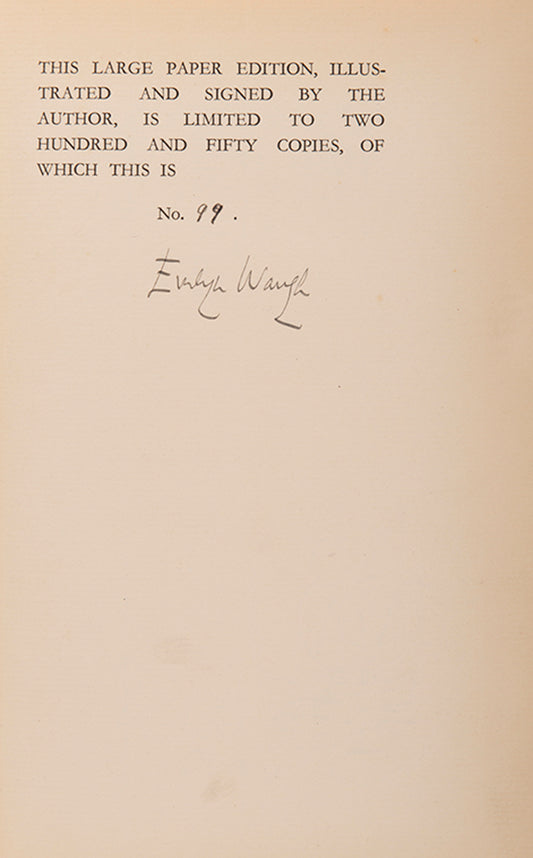 THIS LARGE PAPER EDITION, ILLUS-
TRATED AND SIGNED BY THE
AUTHOR, IS LIMITED TO TWO
HUNDRED AND FIFTY COPIES, OF
WHICH THIS IS
No. 99.
Evelyn Waugh